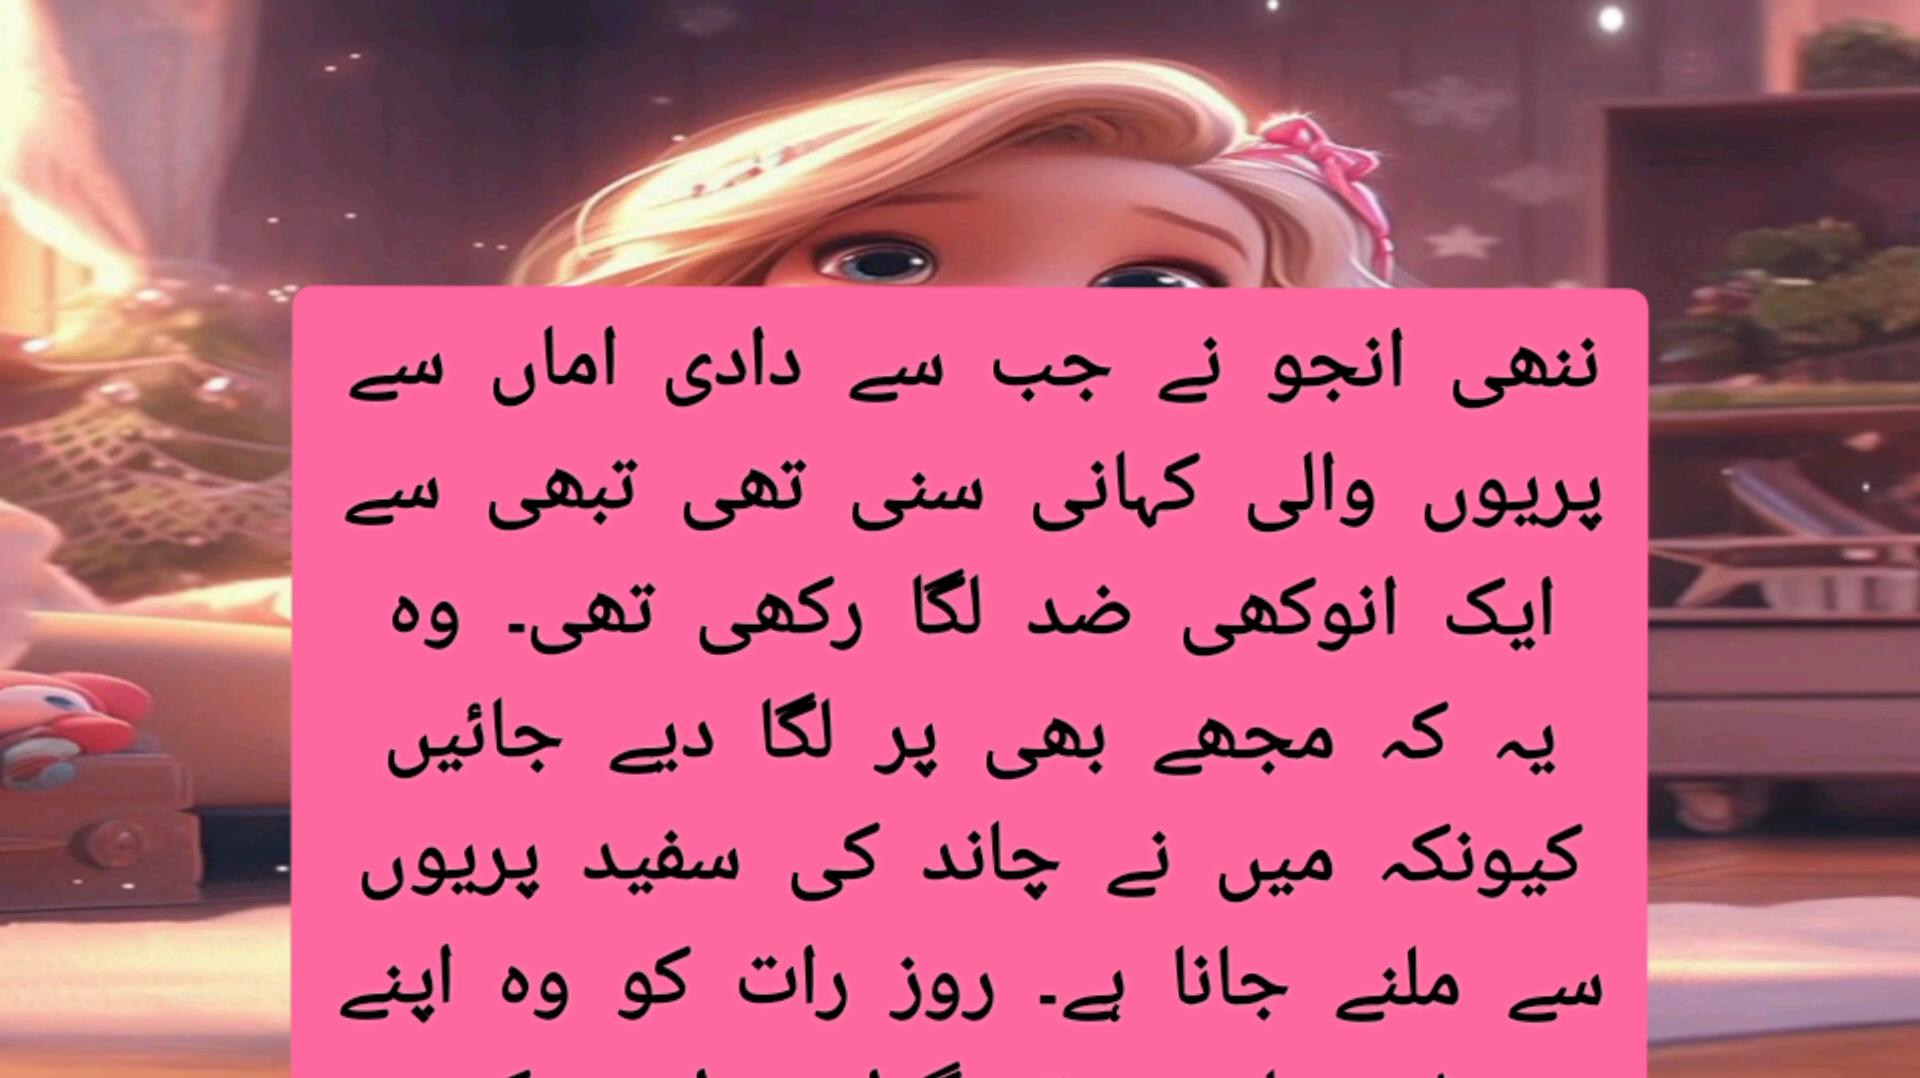 ننھی انجو نے جب سے دادی اماں سے
پریوں والی کہانی سنی تھی تبھی سے
ایک انوکھی ضد لگا رکھی تھی۔ وہ
یہ کہ مجھے بھی پر لگا دیے جائیں
کیونکہ میں نے چاند کی سفید پریوں
سے ملنے جانا ہے۔ روز رات کو وہ اپنے